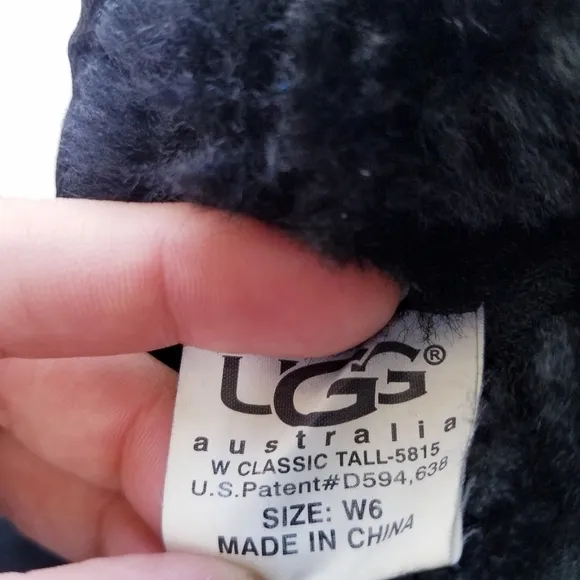 UGG®
australia
W CLASSIC TALL-5815
U.S.Patent#D594,638
SIZE: W6
MADE IN CHINA